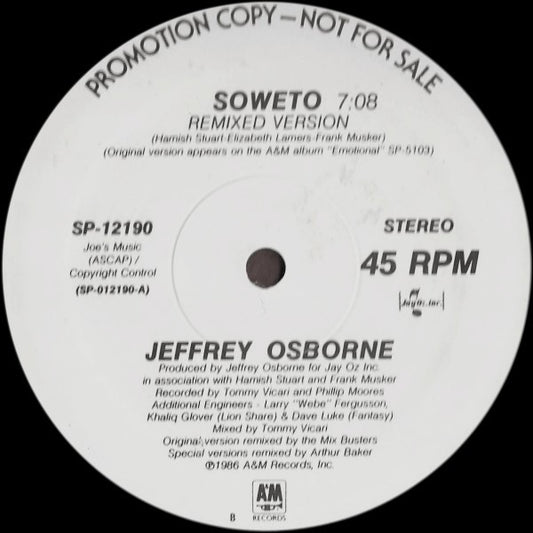 PROMOTION COPY—NOT FOR SALE
SOWETO 7:08
REMIXED VERSION
(Hamish Stuart-Elizabeth Lamers-Frank Musker)
(Original version appears on the A&M album "Emotional" SP-5103)
SP-12190
Joe's Music
(ASCAP)/
Copyright Control
(SP-012190-A)
STEREO
45 RPM
JayOz,Inc.
JEFFREY OSBORNE
Produced by Jeffrey Osborne for Jay Oz Inc.
in association with Hamish Stuart and Frank Musker
Recorded by Tommy Vicari and Phillip Moores
Additional Engineers - Larry "Webe" Fergusson,
Khaliq Glover (Lion Share) & Dave Luke (Fantasy)
Mixed by Tommy Vicari
Original version remixed by the Mix Busters
Special versions remixed by Arthur Baker
℗1986 A&M Records, Inc.
A&M
RECORDS
B